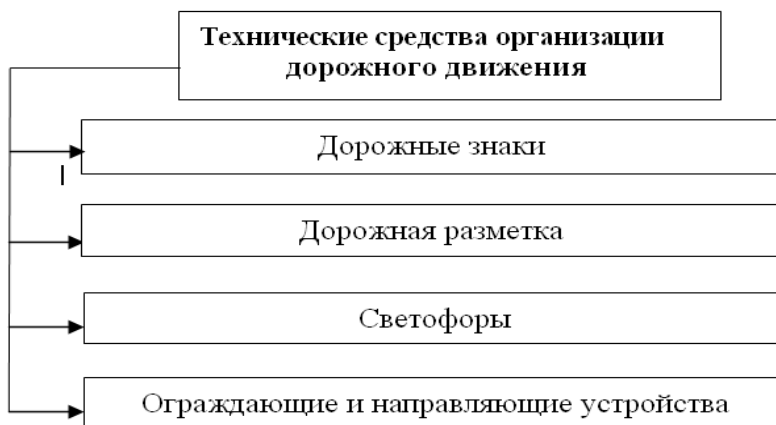 Технические средства организации
дорожного движения
Дорожные знаки
Дорожная разметка
Светофоры
Ограждающие и направляющие устройства